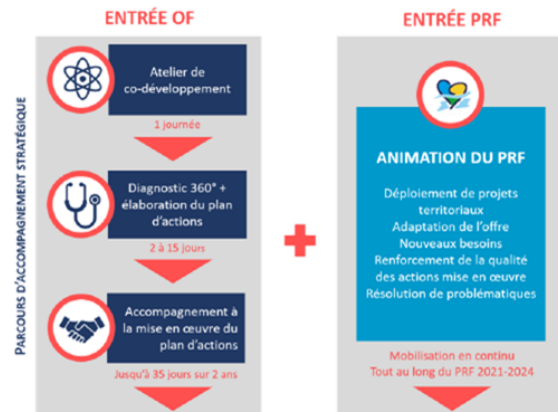 ENTRÉE OF
PARCOURS D'ACCOMPAGNEMENT STRATÉGIQUE
Atelier de
co-développement
1 journée
Diagnostic 360° +
élaboration du plan
d'actions
2 à 15 jours
Accompagnement à
la mise en œuvre du
plan d'actions
Jusqu'à 35 jours sur 2 ans
+
ENTRÉE PRF
ANIMATION DU PRF
Déploiement de projets
territoriaux
Adaptation de l'offre
Nouveaux besoins
Renforcement de la qualité
des actions mise en œuvre
Résolution de problématiques
Mobilisation en continu
Tout au long du PRF 2021-2024